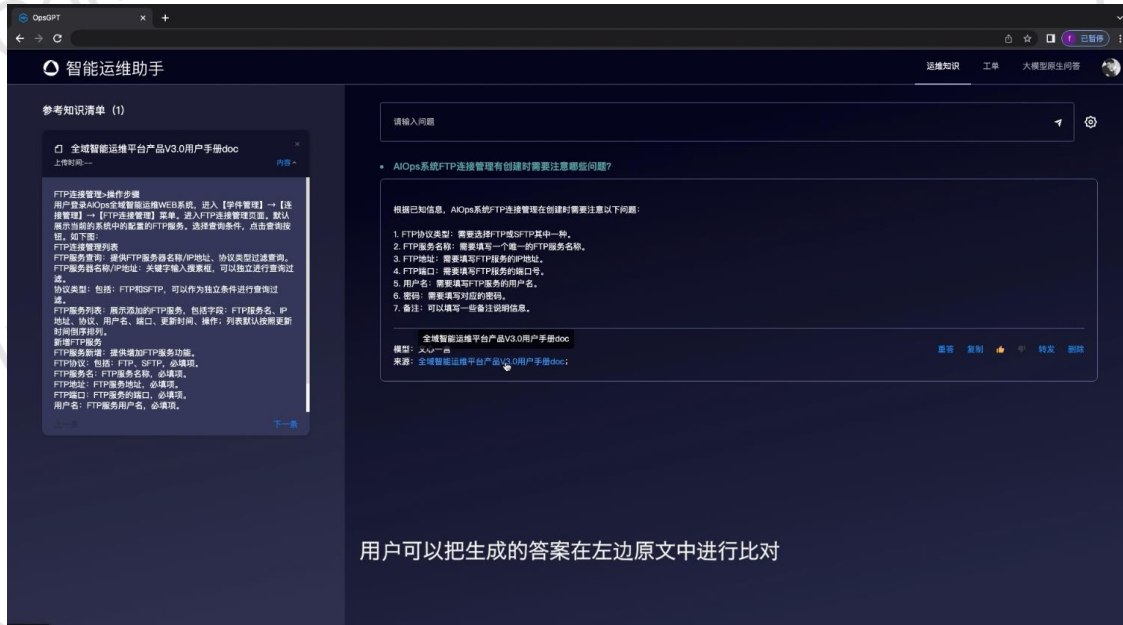 OpsGPT
已暂停
智能运维助手
运维知识 工单 大模型原生问答
参考知识清单（1）
全域智能运维平台产品V3.0用户手册doc
上传时间:--
内容
FTP连接管理>操作步骤
用户登录AIOps全域智能运维WEB系统，进入【学件管理】→【连
接管理】→【FTP连接管理】菜单。进入FTP连接管理页面。默认
展示当前的系统中的配置的FTP服务。选择查询条件，点击查询按
钮。如下图：
FTP连接管理列表
FTP服务查询：提供FTP服务器名称/IP地址、协议类型过滤查询。
FTP服务器名称/IP地址：关键字输入搜索框，可以独立进行查询过
滤。
协议类型：包括：FTP和SFTP，可以作为独立条件进行查询过
滤。
FTP服务列表：展示添加的FTP服务，包括字段：FTP服务名、IP
地址、协议、用户名、端口、更新时间、操作；列表默认按照更新
时间倒序排列。
新增FTP服务
FTP服务新增：提供增加FTP服务功能。
FTP协议：包括：FTP、SFTP，必填项。
FTP服务名：FTP服务名称，必填项。
FTP地址：FTP服务地址，必填项。
FTP端口：FTP服务的端口，必填项。
用户名：FTP服务用户名，必填项。
上一条
下一条
请输入问题
AIOps系统FTP连接管理有创建时需要注意哪些问题?
根据已知信息，AIOps系统FTP连接管理在创建时需要注意以下问题：
1. FTP协议类型：需要选择FTP或SFTP其中一种。
2. FTP服务名称：需要填写一个唯一的FTP服务名称。
3. FTP地址：需要填写FTP服务的IP地址。
4. FTP端口：需要填写FTP服务的端口号。
5. 用户名：需要填写FTP服务的用户名。
6. 密码：需要填写对应的密码。
7. 备注：可以填写一些备注说明信息。
全域智能运维平台产品V3.0用户手册doc
模型：文心一言
重答 复制 转发 删除
来源：全域智能运维平台产品V3.0用户手册doc；
用户可以把生成的答案在左边原文中进行比对